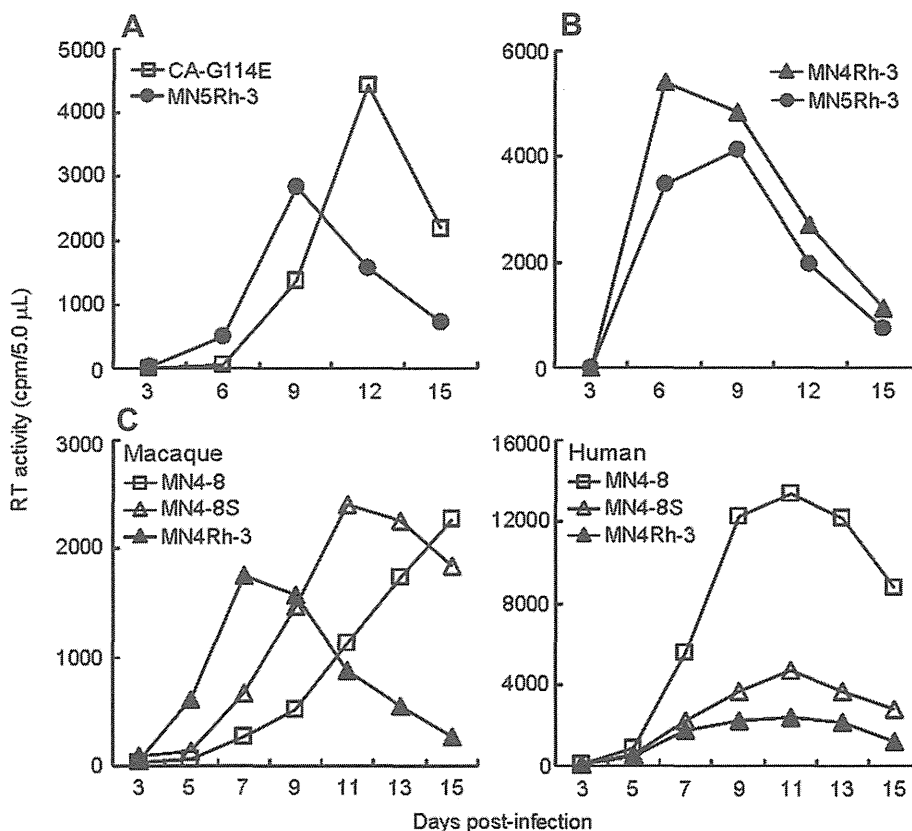 A
CA-G114E
MN5Rh-3
5000
4000
3000
2000
1000
0
3 6 9 12 15
B
MN4Rh-3
MN5Rh-3
6000
4000
2000
0
3 6 9 12 15
RT activity (cpm/5.0 μL)
C
Macaque
MN4-8
MN4-8S
MN4Rh-3
3000
2000
1000
0
3 5 7 9 11 13 15
Human
MN4-8
MN4-8S
MN4Rh-3
16000
12000
8000
4000
0
3 5 7 9 11 13 15
Days post-infection